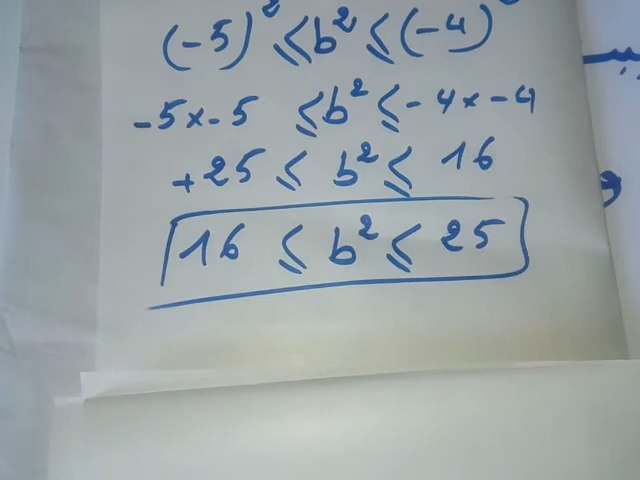 (-5)² ≤ b² ≤ (-4)²
-5×-5 ≤ b² ≤ -4×-4
+25 ≤ b² ≤ 16
16 ≤ b² ≤ 25